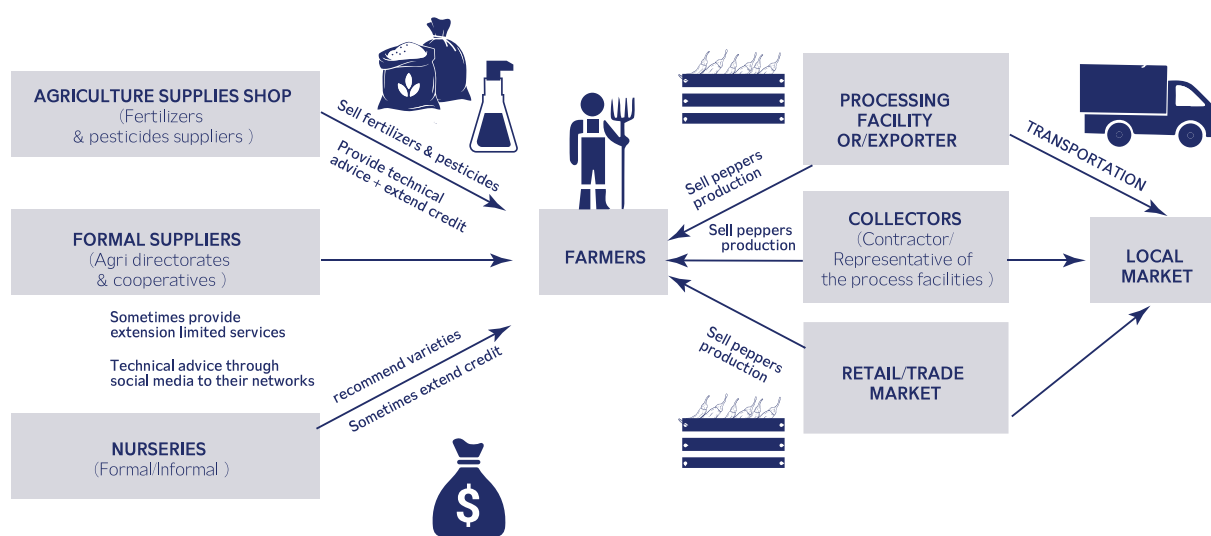 AGRICULTURE SUPPLIES SHOP
(Fertilizers
& pesticides suppliers )
Sell fertilizers & pesticides
Provide technical
advice + extend credit
FORMAL SUPPLIERS
(Agri directorates
& cooperatives )
Sometimes provide
extension limited services
Technical advice through
social media to their networks
recommend varieties
Sometimes extend credit
NURSERIES
(Formal/Informal )
$
FARMERS
Sell peppers
production
Sell peppers
production
Sell peppers
production
PROCESSING
FACILITY
OR/EXPORTER
COLLECTORS
(Contractor/
Representative of
the process facilities )
RETAIL/TRADE
MARKET
TRANSPORTATION
LOCAL
MARKET